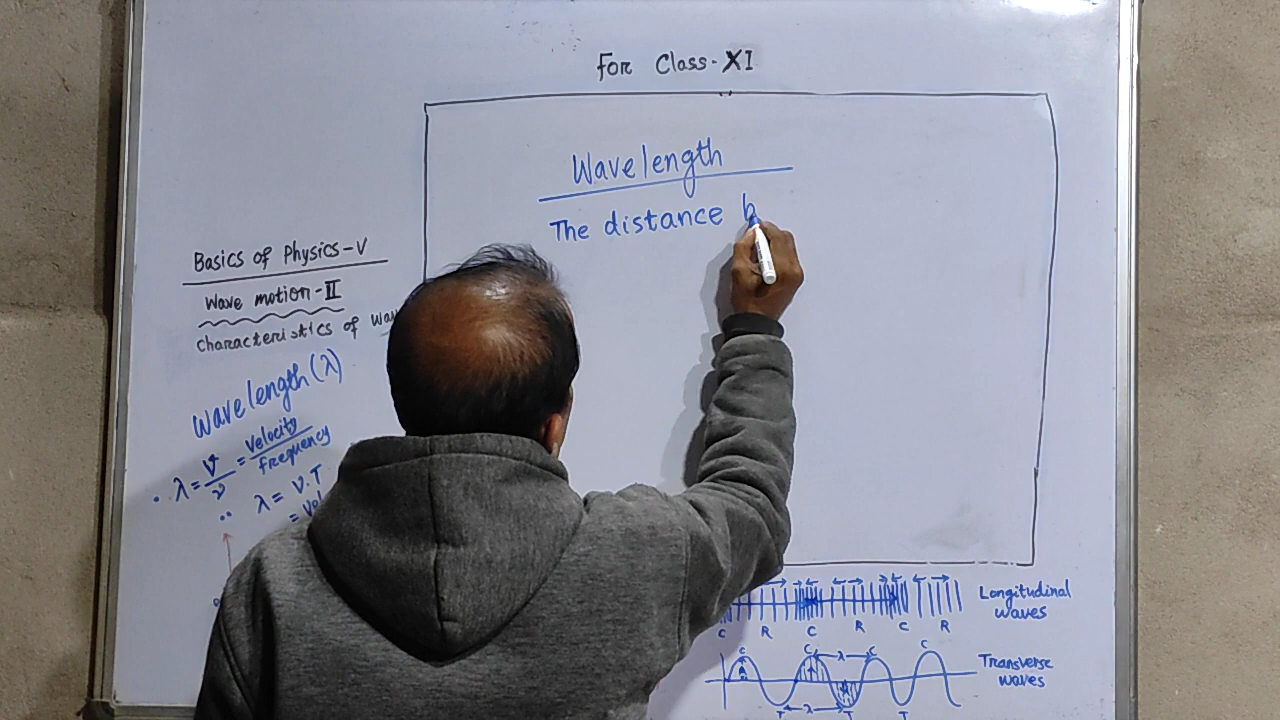 For Class-XI
Wavelength
The distance b
Basics of Physics-V
Wave motion-II
characteristics of
Wavelength(λ)
λ = V/ν = Velocity/Frequency
∴ λ = V.T
=
Longitudinal
waves
C R C R C R
C C λ C C
Transverse
waves
λ
T T T